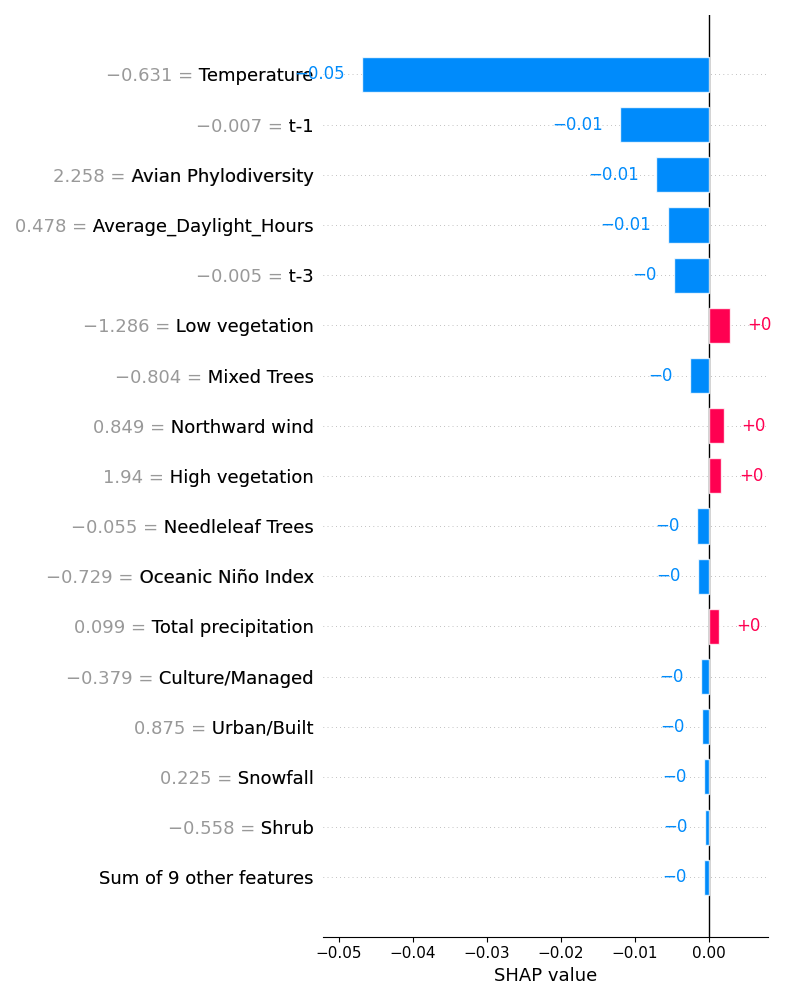 −0.631 = Temperature −0.05
−0.007 = t-1 −0.01
2.258 = Avian Phylodiversity −0.01
0.478 = Average_Daylight_Hours −0.01
−0.005 = t-3 −0
−1.286 = Low vegetation +0
−0.804 = Mixed Trees −0
0.849 = Northward wind +0
1.94 = High vegetation +0
−0.055 = Needleleaf Trees −0
−0.729 = Oceanic Niño Index −0
0.099 = Total precipitation +0
−0.379 = Culture/Managed −0
0.875 = Urban/Built −0
0.225 = Snowfall −0
−0.558 = Shrub −0
Sum of 9 other features −0
−0.05 −0.04 −0.03 −0.02 −0.01 0.00
SHAP value